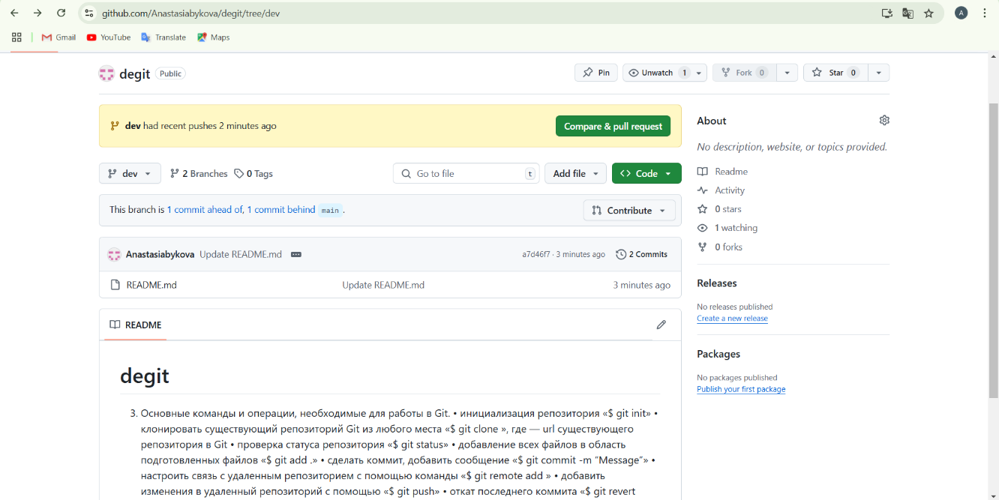 github.com/Anastasiabykova/degit/tree/dev
A
Gmail
YouTube
Translate
Maps
degit Public
Pin
Unwatch 1
Fork 0
Star 0
dev had recent pushes 2 minutes ago
Compare & pull request
dev
2 Branches
0 Tags
Go to file t
Add file
Code
This branch is 1 commit ahead of, 1 commit behind main .
Contribute
Anastasiabykova Update README.md
a7d46f7 · 3 minutes ago
2 Commits
README.md
Update README.md
3 minutes ago
README
degit
3. Основные команды и операции, необходимые для работы в Git. • инициализация репозитория «$ git init» •
клонировать существующий репозиторий Git из любого места «$ git clone », где — url существующего
репозитория в Git • проверка статуса репозитория «$ git status» • добавление всех файлов в область
подготовленных файлов «$ git add .» • сделать коммит, добавить сообщение «$ git commit -m “Message”» •
настроить связь с удаленным репозиторием с помощью команды «$ git remote add » • добавить
изменения в удаленный репозиторий с помощью «$ git push» • откат последнего коммита «$ git revert
About
No description, website, or topics provided.
Readme
Activity
0 stars
1 watching
0 forks
Releases
No releases published
Create a new release
Packages
No packages published
Publish your first package